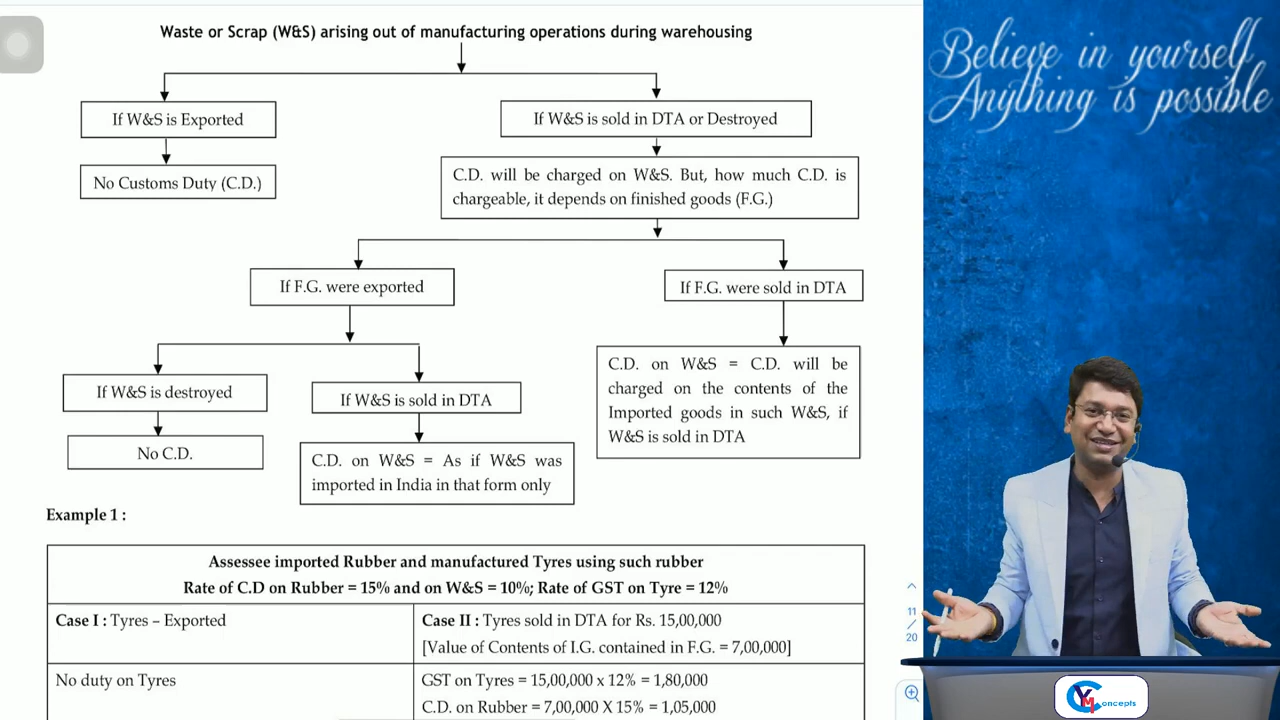 Waste or Scrap (W&S) arising out of manufacturing operations during warehousing
If W&S is Exported
If W&S is sold in DTA or Destroyed
No Customs Duty (C.D.)
C.D. will be charged on W&S. But, how much C.D. is
chargeable, it depends on finished goods (F.G.)
If F.G. were exported
If F.G. were sold in DTA
If W&S is destroyed
If W&S is sold in DTA
C.D. on W&S = C.D. will be
charged on the contents of the
Imported goods in such W&S, if
W&S is sold in DTA
No C.D.
C.D. on W&S = As if W&S was
imported in India in that form only
Example 1 :
Assessee imported Rubber and manufactured Tyres using such rubber
Rate of C.D on Rubber = 15% and on W&S = 10%; Rate of GST on Tyre = 12%
Case I : Tyres – Exported
Case II : Tyres sold in DTA for Rs. 15,00,000
[Value of Contents of I.G. contained in F.G. = 7,00,000]
No duty on Tyres
GST on Tyres = 15,00,000 x 12% = 1,80,000
C.D. on Rubber = 7,00,000 X 15% = 1,05,000
11
/
20
Believe in yourself
Anything is possible
YM Concepts